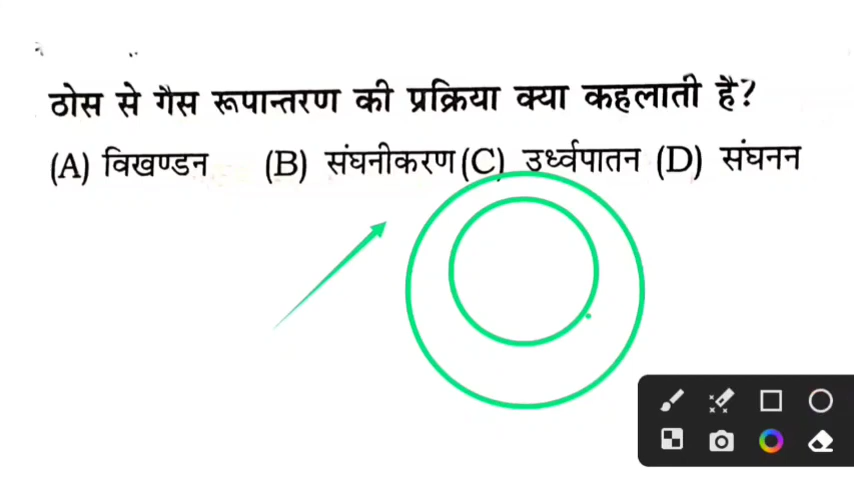 ठोस से गैस रूपान्तरण की प्रक्रिया क्या कहलाती है?
(A) विखण्डन (B) संघनीकरण (C) उर्ध्वपातन (D) संघनन